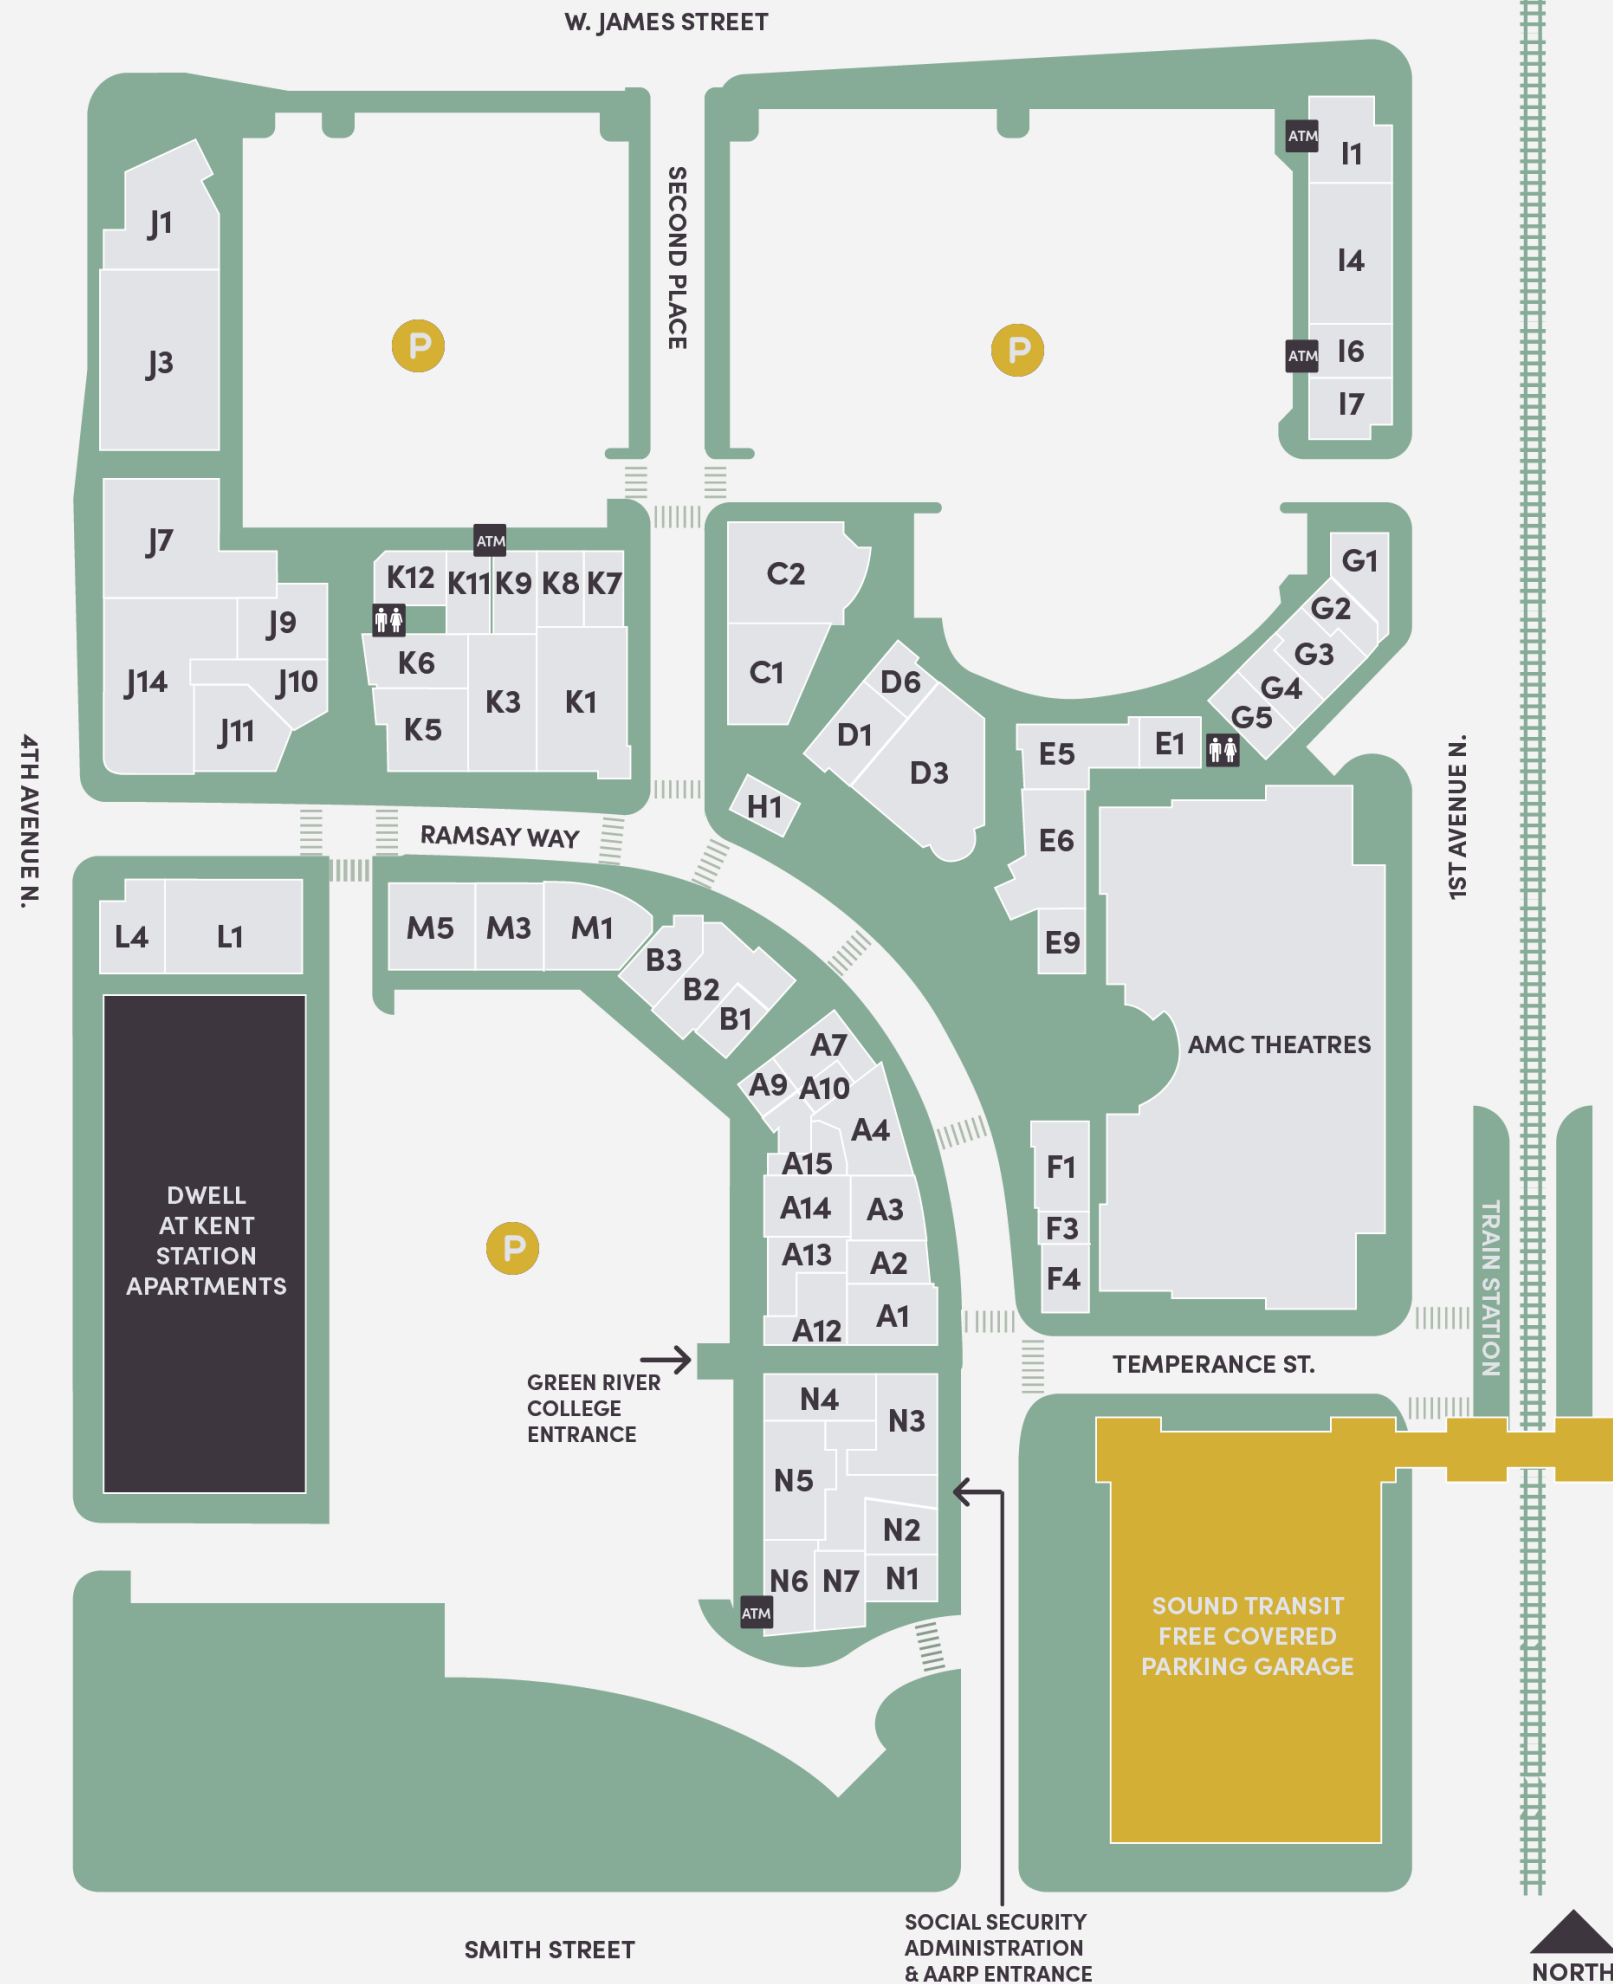 W. JAMES STREET
ATM
I1
J1
SECOND PLACE
I4
P
P
J3
ATM
I6
I7
J7
ATM
K12
K11
K9
K8
K7
C2
G1
G2
J9
G3
K6
C1
D6
J14
J10
G4
K3
K1
G5
J11
K5
D1
E5
E1
D3
4TH AVENUE N.
1ST AVENUE N.
H1
RAMSAY WAY
E6
L4
L1
M5
M3
M1
E9
B3
B2
B1
A7
AMC THEATRES
A9
A10
A4
A15
F1
DWELL
AT KENT
STATION
APARTMENTS
A14
A3
F3
P
A13
A2
F4
TRAIN STATION
A12
A1
TEMPERANCE ST.
GREEN RIVER
COLLEGE
ENTRANCE
N4
N3
N5
N2
N6
N7
N1
ATM
SOUND TRANSIT
FREE COVERED
PARKING GARAGE
SOCIAL SECURITY
ADMINISTRATION
& AARP ENTRANCE
SMITH STREET
NORTH